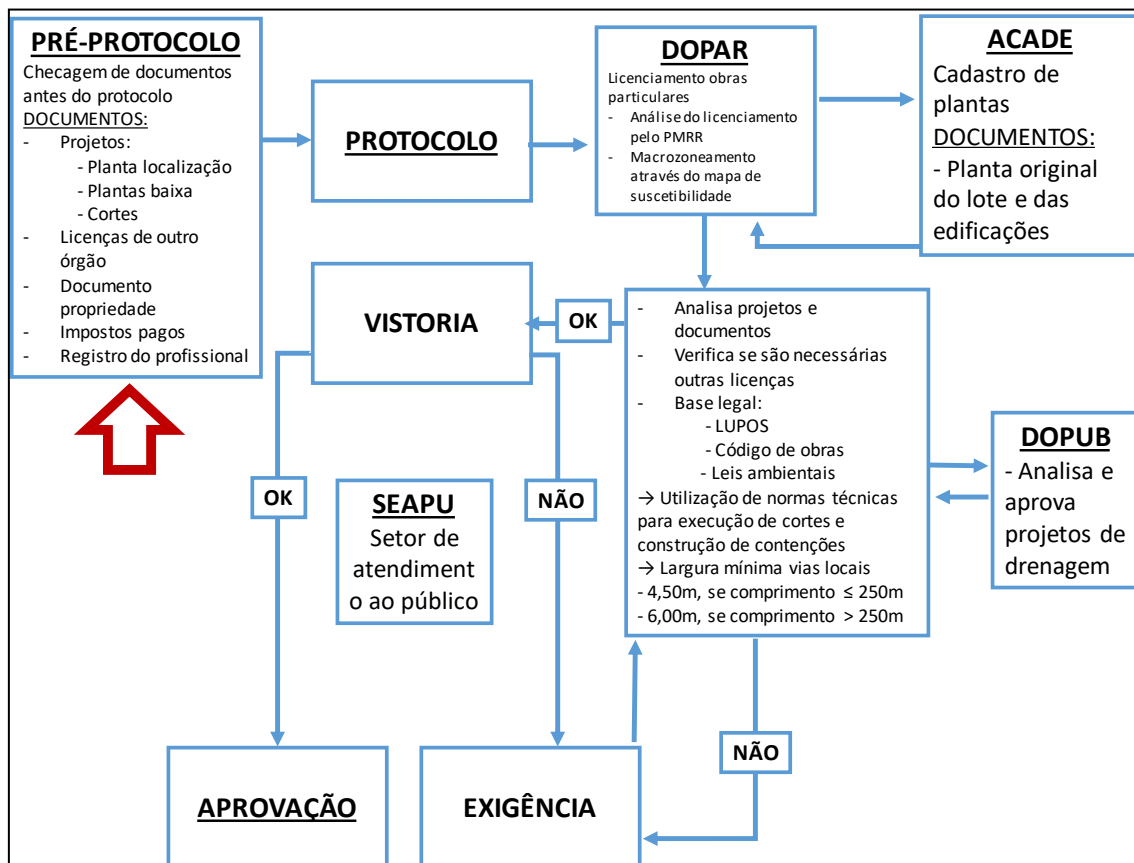 PRÉ-PROTOCOLO
Checagem de documentos
antes do protocolo
DOCUMENTOS:
- Projetos:
- Planta localização
- Plantas baixa
- Cortes
- Licenças de outro
órgão
- Documento
propriedade
- Impostos pagos
- Registro do profissional
PROTOCOLO
DOPAR
Licenciamento obras
particulares
- Análise do licenciamento
pelo PMRR
- Macrozoneamento
através do mapa de
suscetibilidade
ACADE
Cadastro de
plantas
DOCUMENTOS:
- Planta original
do lote e das
edificações
VISTORIA
OK
- Analisa projetos e
documentos
- Verifica se são necessárias
outras licenças
- Base legal:
- LUPOS
- Código de obras
- Leis ambientais
→ Utilização de normas técnicas
para execução de cortes e
construção de contenções
→ Largura mínima vias locais
- 4,50m, se comprimento ≤ 250m
- 6,00m, se comprimento > 250m
DOPUB
- Analisa e
aprova
projetos de
drenagem
OK
SEAPU
Setor de
atendiment
o ao público
NÃO
NÃO
APROVAÇÃO
EXIGÊNCIA